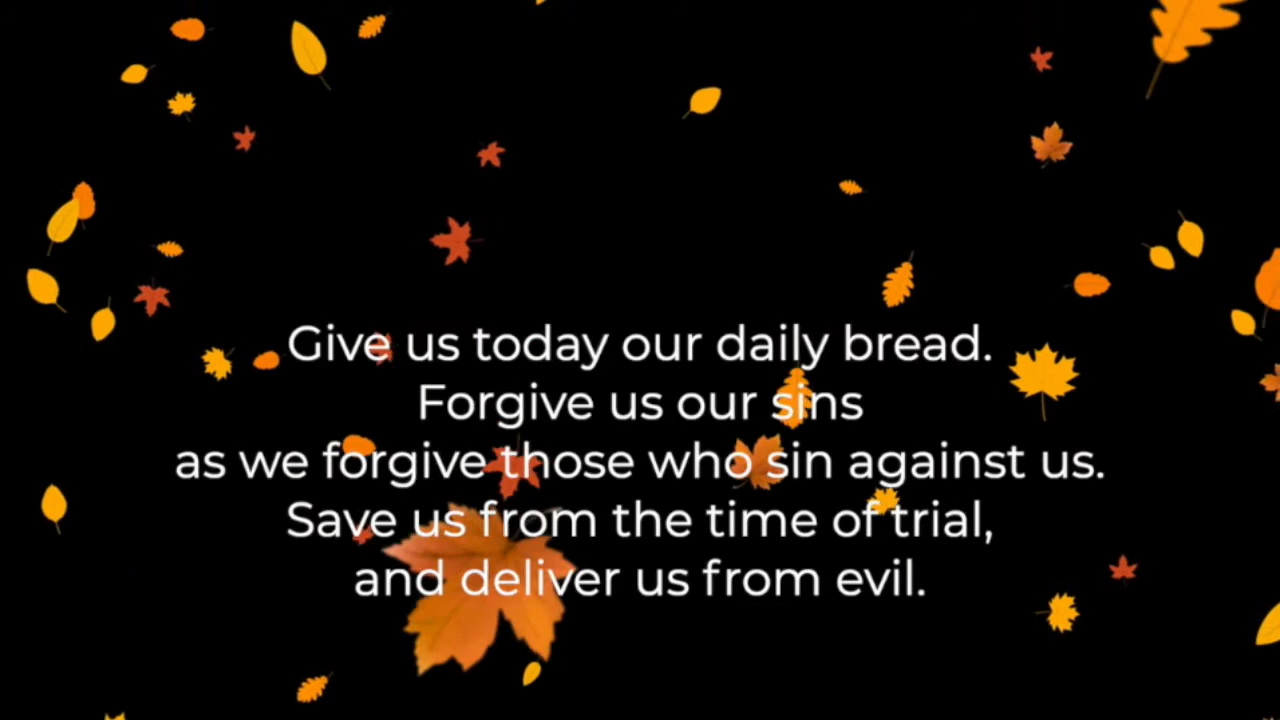 Give us today our daily bread.
Forgive us our sins
as we forgive those who sin against us.
Save us from the time of trial,
and deliver us from evil.